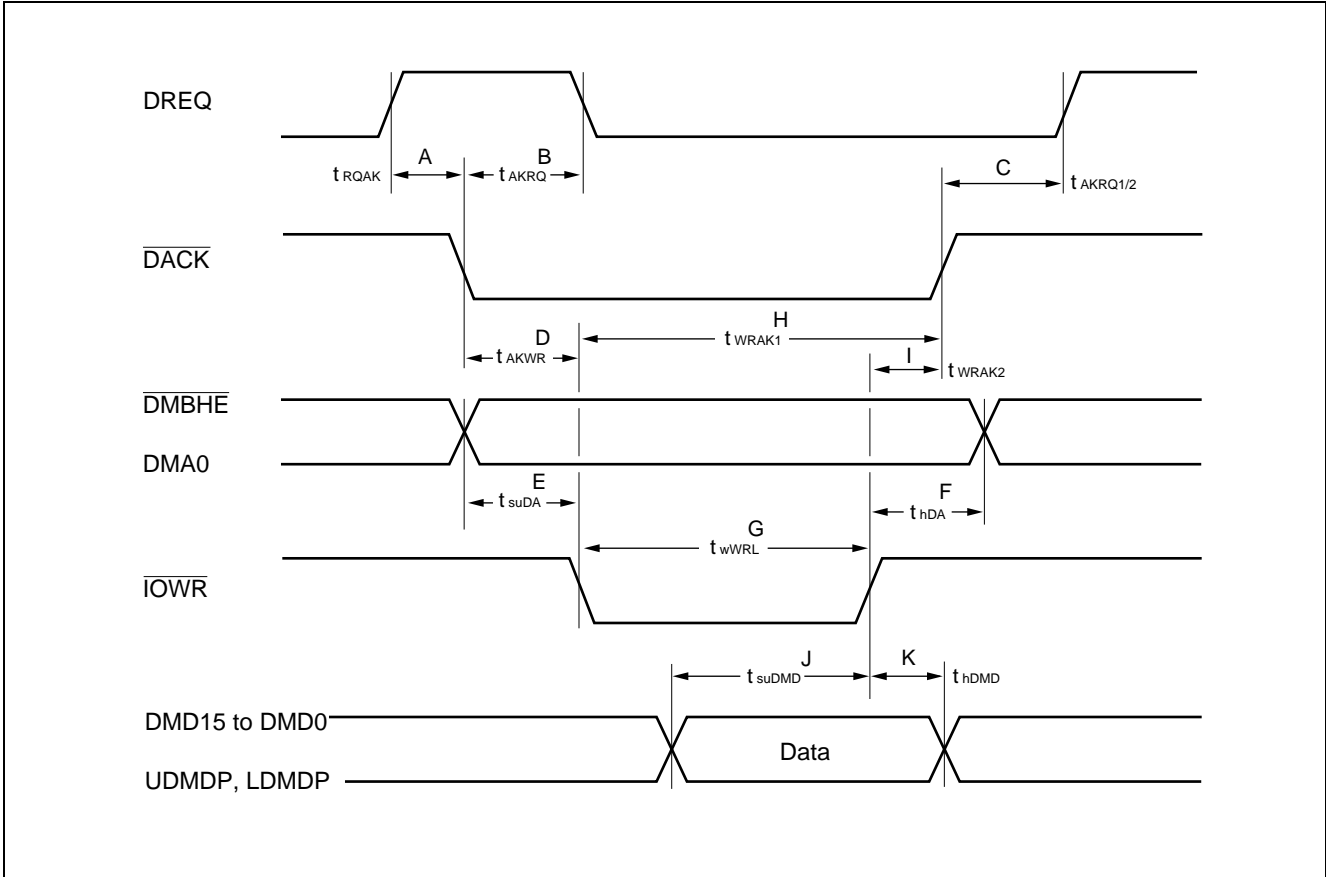 DREQ
A
B
C
t RQAK
t AKRQ
t AKRQ1/2
DACK
H
D
t WRAK1
t AKWR
I
t WRAK2
DMBHE
DMA0
E
F
t suDA
t hDA
G
t wWRL
IOWR
J
K
t suDMD
t hDMD
DMD15 to DMD0
Data
UDMDP, LDMDP